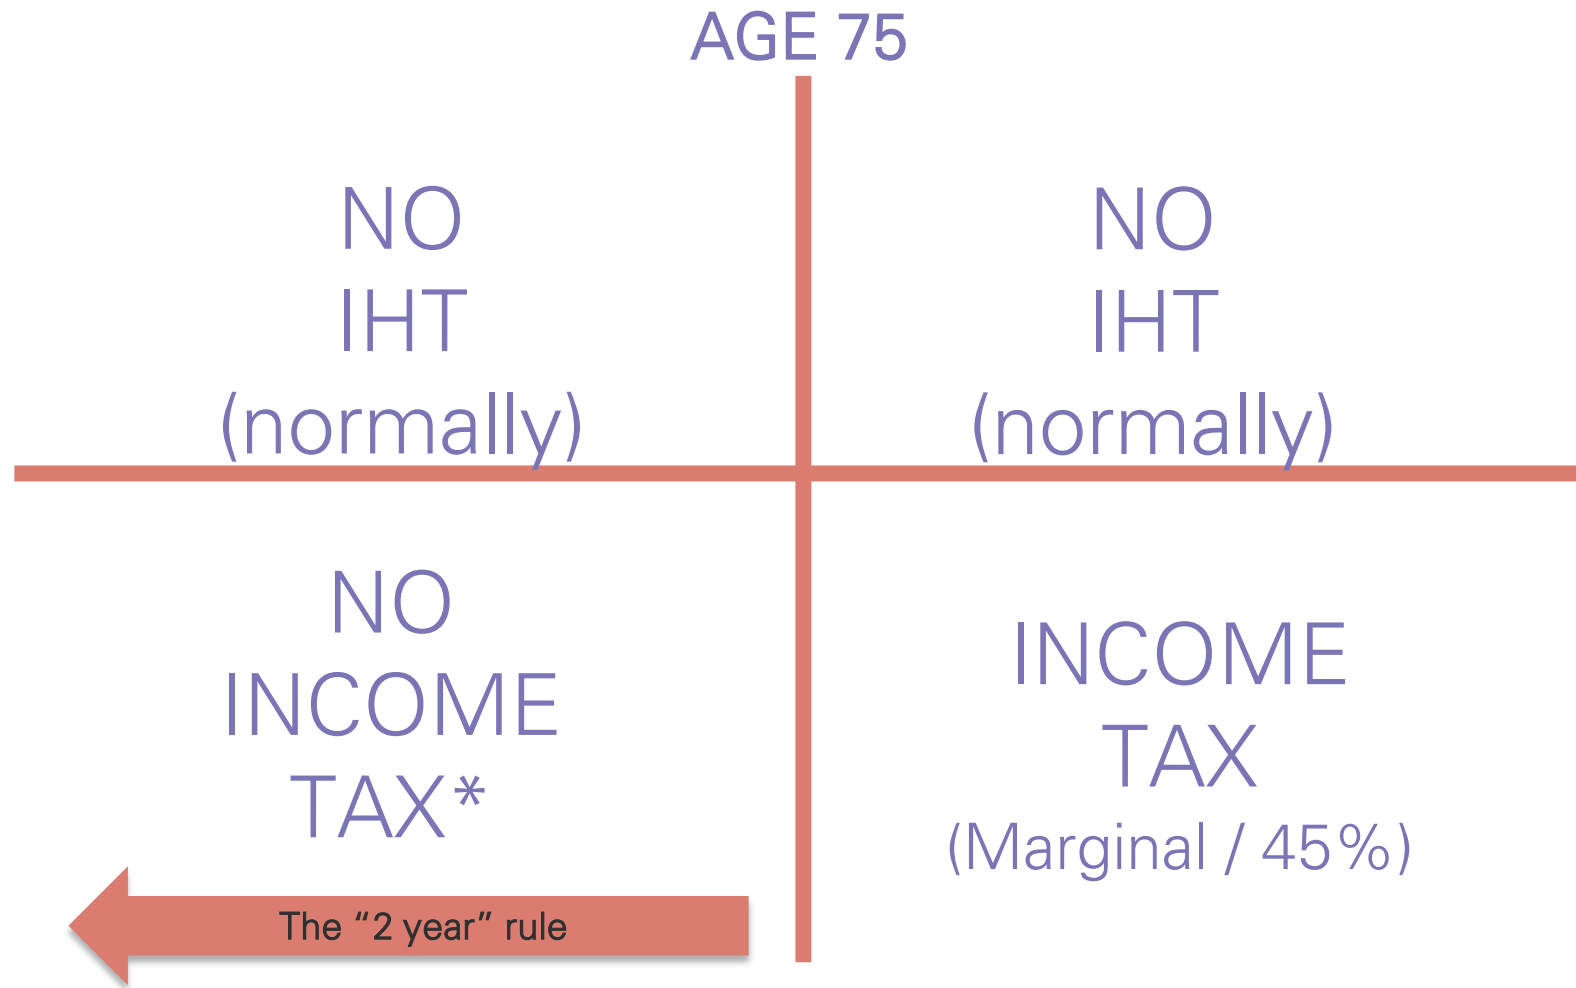 AGE 75
NO
IHT
(normally)
NO
IHT
(normally)
NO
INCOME
TAX*
INCOME
TAX
(Marginal / 45%)
The “2 year” rule